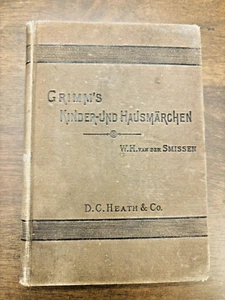 GRIMM'S
KINDER-UND HAUSMÄRCHEN
W. H. VAN DER SMISSEN
D. C. HEATH & CO.